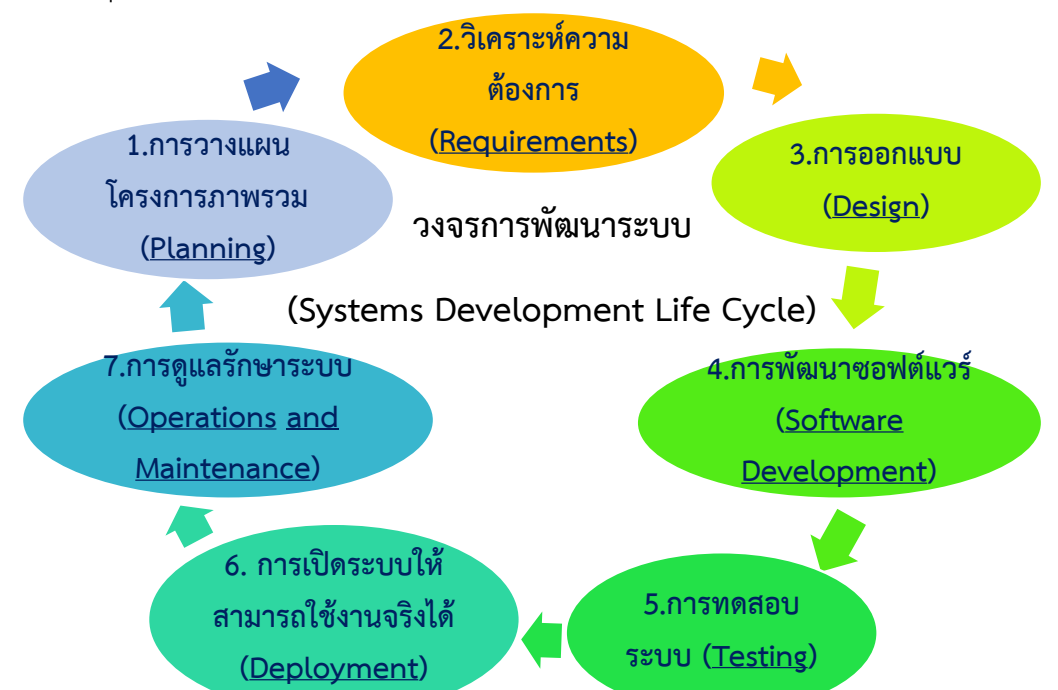 2.วิเคราะห์ความ
ต้องการ
(Requirements)
1.การวางแผน
โครงการภาพรวม
(Planning)
3.การออกแบบ
(Design)
วงจรการพัฒนาระบบ
(Systems Development Life Cycle)
7.การดูแลรักษาระบบ
(Operations and
Maintenance)
4.การพัฒนาซอฟต์แวร์
(Software
Development)
6. การเปิดระบบให้
สามารถใช้งานจริงได้
(Deployment)
5.การทดสอบ
ระบบ (Testing)